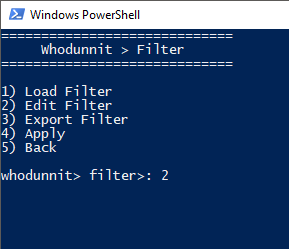 Windows PowerShell
=============================
Whodunnit > Filter
=============================
1) Load Filter
2) Edit Filter
3) Export Filter
4) Apply
5) Back
whodunnit> filter>: 2